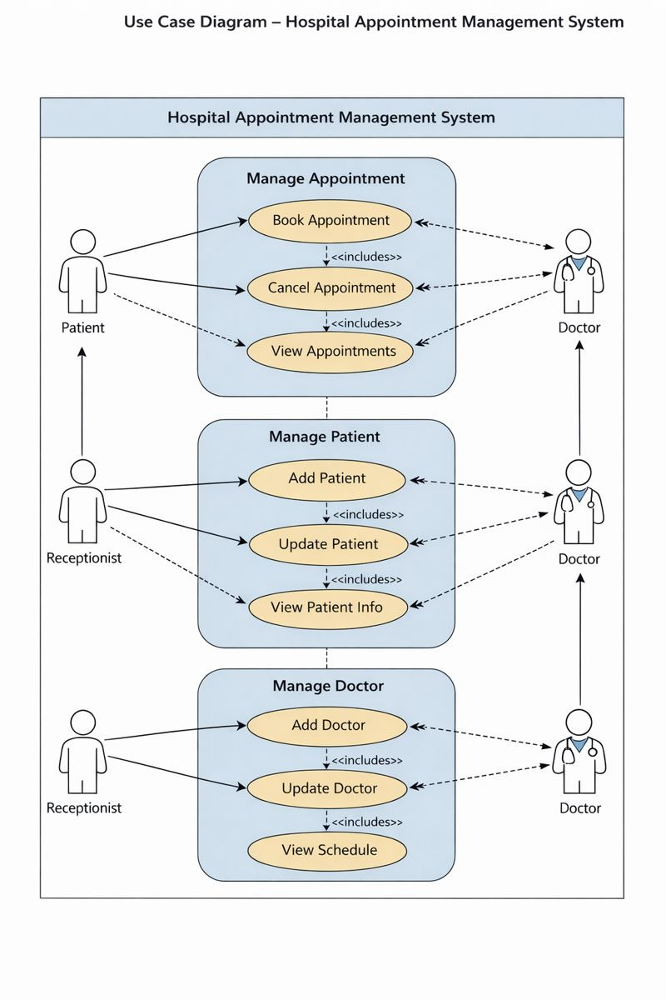 Use Case Diagram – Hospital Appointment Management System
Hospital Appointment Management System
Manage Appointment
Book Appointment
<<includes>>
Cancel Appointment
<<includes>>
View Appointments
Patient
Doctor
Manage Patient
Add Patient
<<includes>>
Update Patient
<<includes>>
View Patient Info
Receptionist
Doctor
Manage Doctor
Add Doctor
<<includes>>
Update Doctor
<<includes>>
View Schedule
Receptionist
Doctor